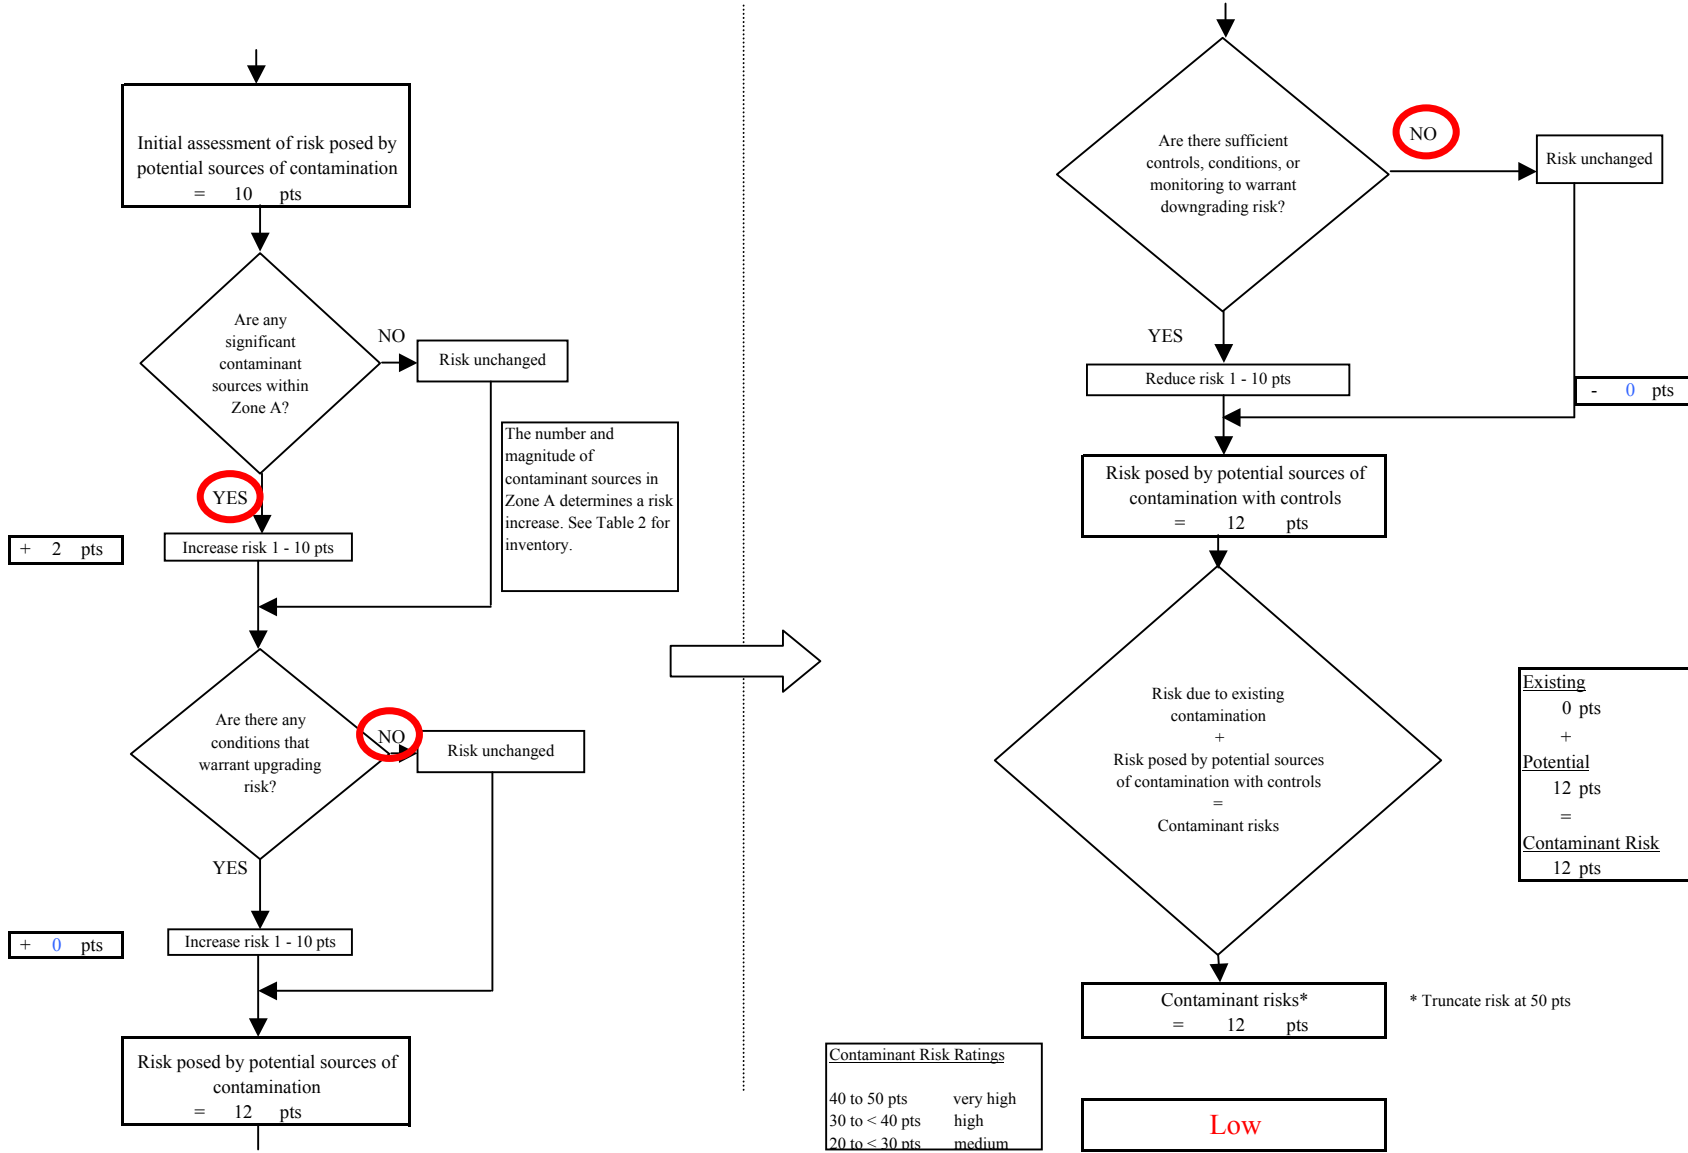 Initial assessment of risk posed by
potential sources of contamination
= 10 pts
Are any
significant
contaminant
sources within
Zone A?
NO
Risk unchanged
The number and
magnitude of
contaminant sources in
Zone A determines a risk
increase. See Table 2 for
inventory.
YES
+ 2 pts
Increase risk 1 - 10 pts
Are there any
conditions that
warrant upgrading
risk?
NO
Risk unchanged
YES
+ 0 pts
Increase risk 1 - 10 pts
Risk posed by potential sources of
contamination
= 12 pts
Are there sufficient
controls, conditions, or
monitoring to warrant
downgrading risk?
NO
Risk unchanged
YES
Reduce risk 1 - 10 pts
- 0 pts
Risk posed by potential sources of
contamination with controls
= 12 pts
Risk due to existing
contamination
+
Risk posed by potential sources
of contamination with controls
=
Contaminant risks
Existing
0 pts
+
Potential
12 pts
=
Contaminant Risk
12 pts
Contaminant risks*
= 12 pts
* Truncate risk at 50 pts
Contaminant Risk Ratings
40 to 50 pts very high
30 to < 40 pts high
20 to < 30 pts medium
Low